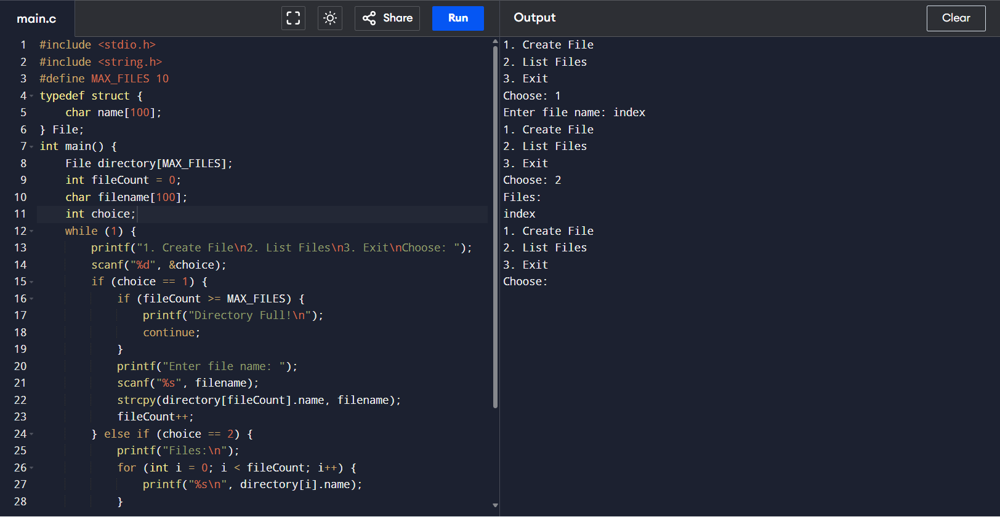 main.c
Share
Run
Output
Clear
1 #include <stdio.h>
2 #include <string.h>
3 #define MAX_FILES 10
4 typedef struct {
5     char name[100];
6 } File;
7 int main() {
8     File directory[MAX_FILES];
9     int fileCount = 0;
10     char filename[100];
11     int choice;
12     while (1) {
13         printf("1. Create File\n2. List Files\n3. Exit\nChoose: ");
14         scanf("%d", &choice);
15         if (choice == 1) {
16             if (fileCount >= MAX_FILES) {
17                 printf("Directory Full!\n");
18                 continue;
19             }
20             printf("Enter file name: ");
21             scanf("%s", filename);
22             strcpy(directory[fileCount].name, filename);
23             fileCount++;
24         } else if (choice == 2) {
25             printf("Files:\n");
26             for (int i = 0; i < fileCount; i++) {
27                 printf("%s\n", directory[i].name);
28             }
1. Create File
2. List Files
3. Exit
Choose: 1
Enter file name: index
1. Create File
2. List Files
3. Exit
Choose: 2
Files:
index
1. Create File
2. List Files
3. Exit
Choose: